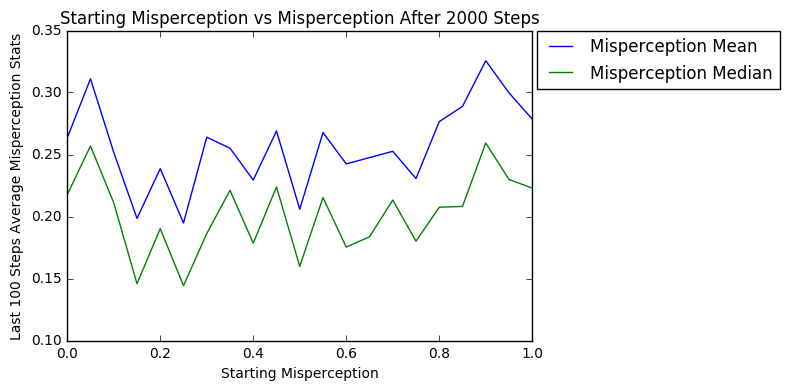 Starting Misperception vs Misperception After 2000 Steps
Last 100 Steps Average Misperception Stats
0.35
0.30
0.25
0.20
0.15
0.10
0.0 0.2 0.4 0.6 0.8 1.0
Starting Misperception
Misperception Mean
Misperception Median